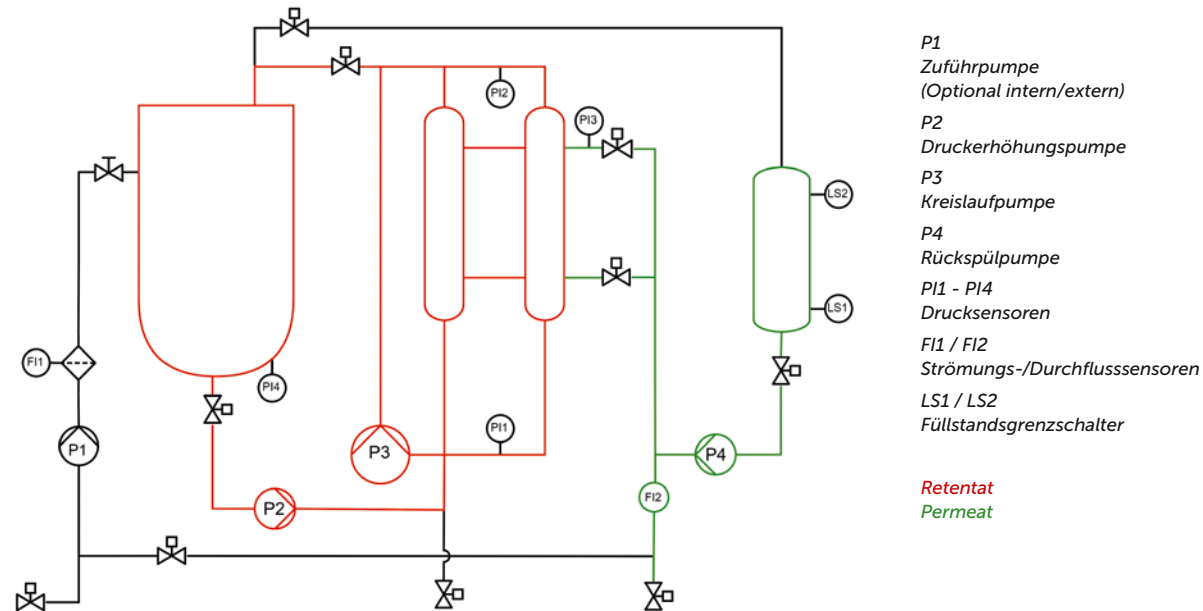 PI2
PI3
LS2
LS1
FI1
PI4
P1
P3
PI1
P4
P2
FI2
P1
Zuführpumpe
(Optional intern/extern)
P2
Druckerhöhungspumpe
P3
Kreislaufpumpe
P4
Rückspülpumpe
PI1 - PI4
Drucksensoren
FI1 / FI2
Strömungs-/Durchflusssensoren
LS1 / LS2
Füllstandsgrenzschalter
Retentat
Permeat